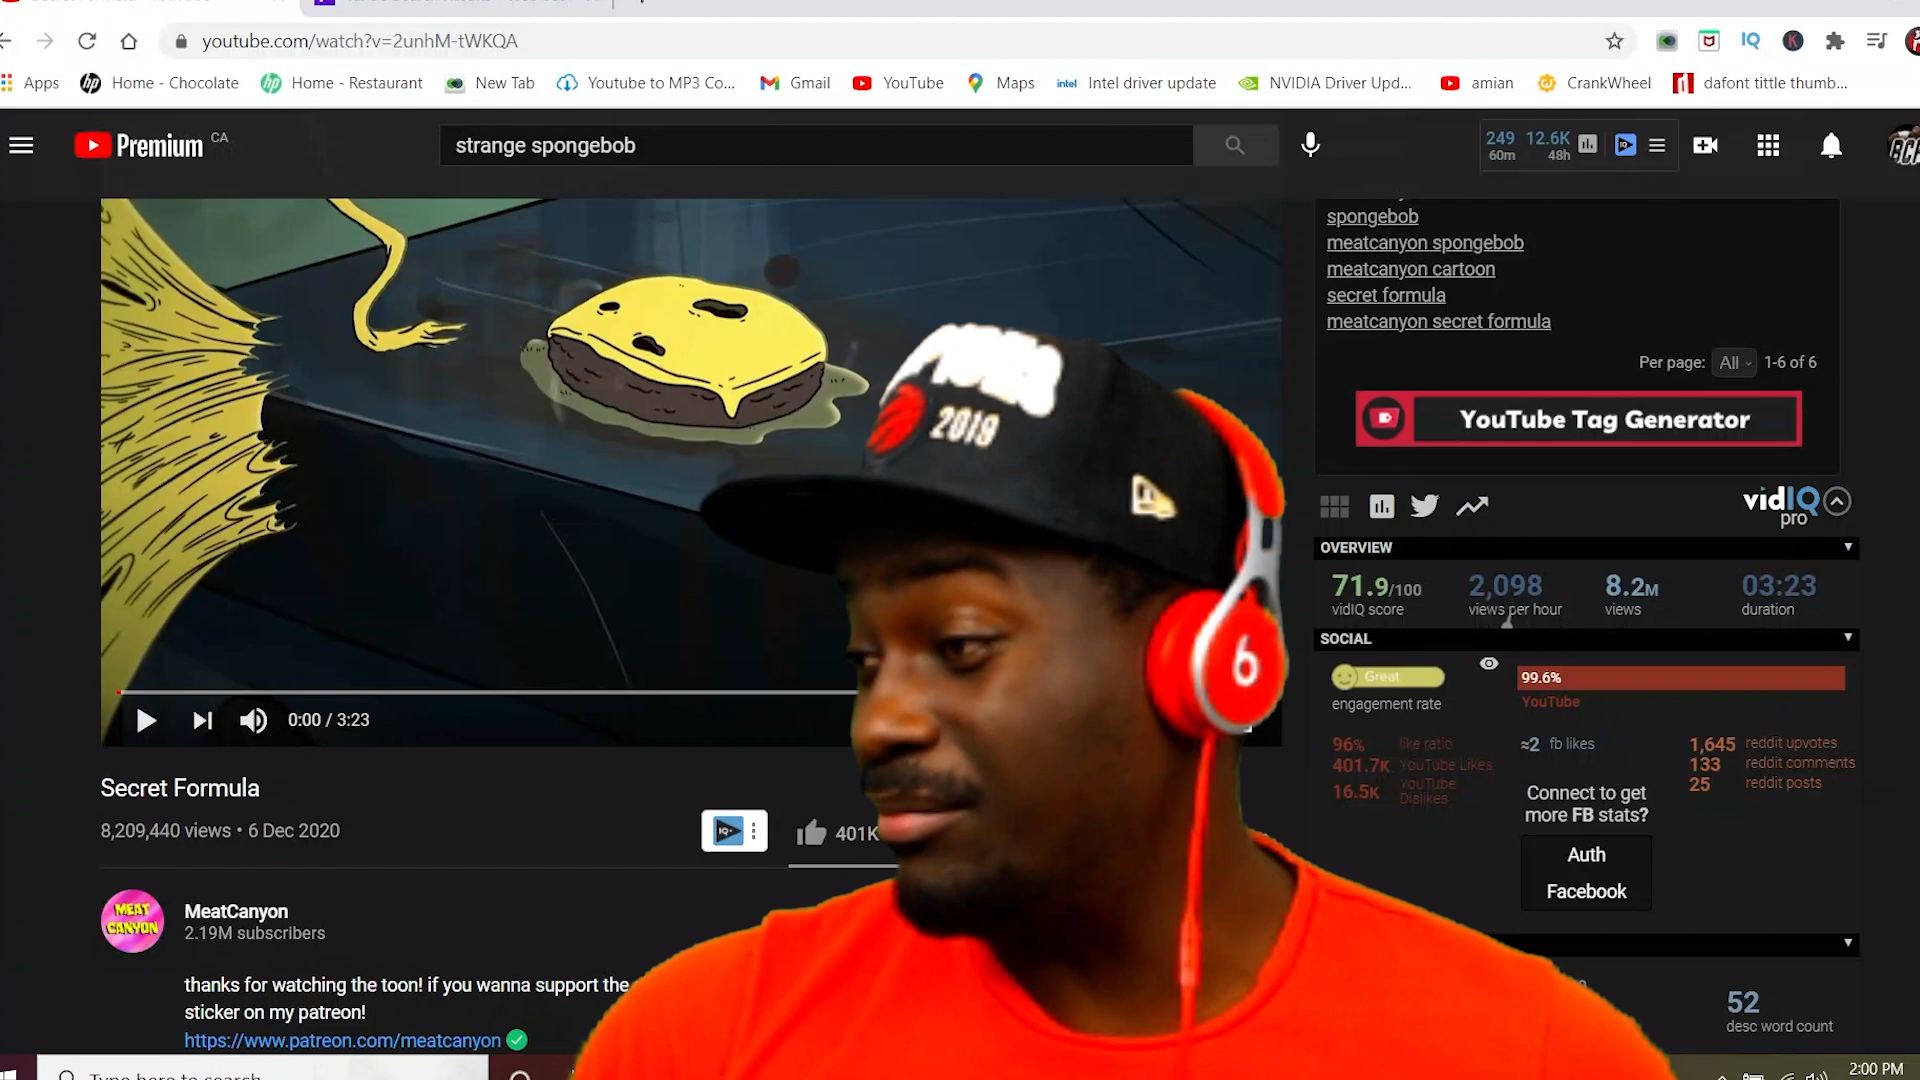 youtube.com/watch?v=2unhM-tWKQA
IQ
K
Apps
Home - Chocolate
Home - Restaurant
New Tab
Youtube to MP3 Co...
Gmail
YouTube
Maps
intel
Intel driver update
NVIDIA Driver Upd...
amian
CrankWheel
dafont tittle thumb...
Premium
CA
strange spongebob
249
60m
12.6K
48h
spongebob
meatcanyon spongebob
meatcanyon cartoon
secret formula
meatcanyon secret formula
Per page: All 1-6 of 6
YouTube Tag Generator
2019
vidIQ
pro
OVERVIEW
71.9/100
vidIQ score
2,098
views per hour
8.2M
views
03:23
duration
SOCIAL
Great
engagement rate
99.6%
YouTube
96% like ratio
401.7K YouTube Likes
16.5K YouTube Dislikes
≈2 fb likes
1,645 reddit upvotes
133 reddit comments
25 reddit posts
Connect to get
more FB stats?
Auth
Facebook
52
desc word count
0:00 / 3:23
Secret Formula
8,209,440 views • 6 Dec 2020
401K
MEAT
CANYON
MeatCanyon
2.19M subscribers
thanks for watching the toon! if you wanna support the
sticker on my patreon!
https://www.patreon.com/meatcanyon
Type here to search
2:00 PM